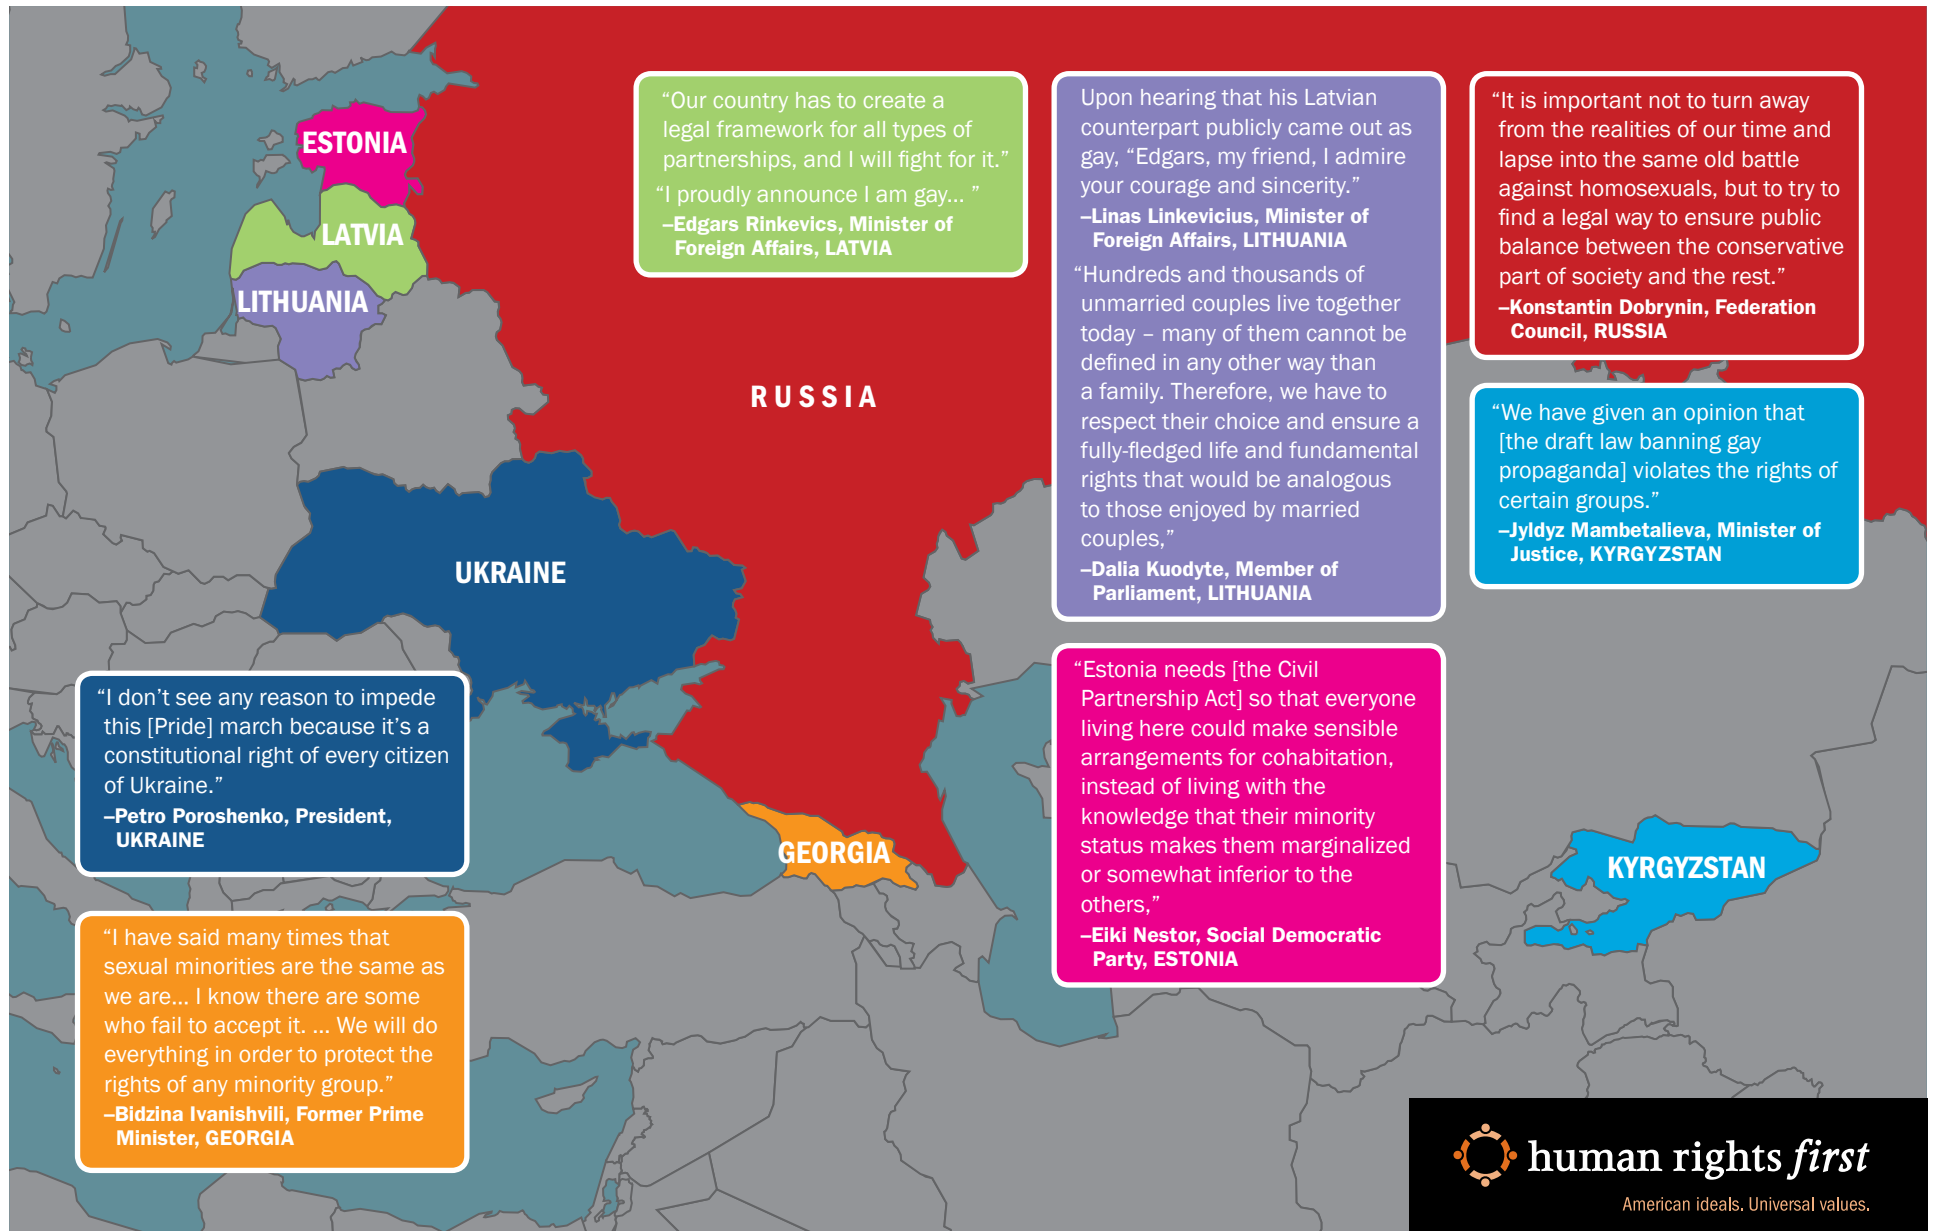 ESTONIA
LATVIA
LITHUANIA
RUSSIA
UKRAINE
GEORGIA
KYRGYZSTAN
“Our country has to create a
legal framework for all types of
partnerships, and I will fight for it.”
“I proudly announce I am gay... ”
–Edgars Rinkevics, Minister of
Foreign Affairs, LATVIA
Upon hearing that his Latvian
counterpart publicly came out as
gay, “Edgars, my friend, I admire
your courage and sincerity.”
–Linas Linkevicius, Minister of
Foreign Affairs, LITHUANIA
“Hundreds and thousands of
unmarried couples live together
today – many of them cannot be
defined in any other way than
a family. Therefore, we have to
respect their choice and ensure a
fully-fledged life and fundamental
rights that would be analogous
to those enjoyed by married
couples,”
–Dalia Kuodyte, Member of
Parliament, LITHUANIA
“It is important not to turn away
from the realities of our time and
lapse into the same old battle
against homosexuals, but to try to
find a legal way to ensure public
balance between the conservative
part of society and the rest.”
–Konstantin Dobrynin, Federation
Council, RUSSIA
“We have given an opinion that
[the draft law banning gay
propaganda] violates the rights of
certain groups.”
–Jyldyz Mambetalieva, Minister of
Justice, KYRGYZSTAN
“I don’t see any reason to impede
this [Pride] march because it’s a
constitutional right of every citizen
of Ukraine.”
–Petro Poroshenko, President,
UKRAINE
“Estonia needs [the Civil
Partnership Act] so that everyone
living here could make sensible
arrangements for cohabitation,
instead of living with the
knowledge that their minority
status makes them marginalized
or somewhat inferior to the
others,”
–Eiki Nestor, Social Democratic
Party, ESTONIA
“I have said many times that
sexual minorities are the same as
we are... I know there are some
who fail to accept it. ... We will do
everything in order to protect the
rights of any minority group.”
–Bidzina Ivanishvili, Former Prime
Minister, GEORGIA
human rights first
American ideals. Universal values.